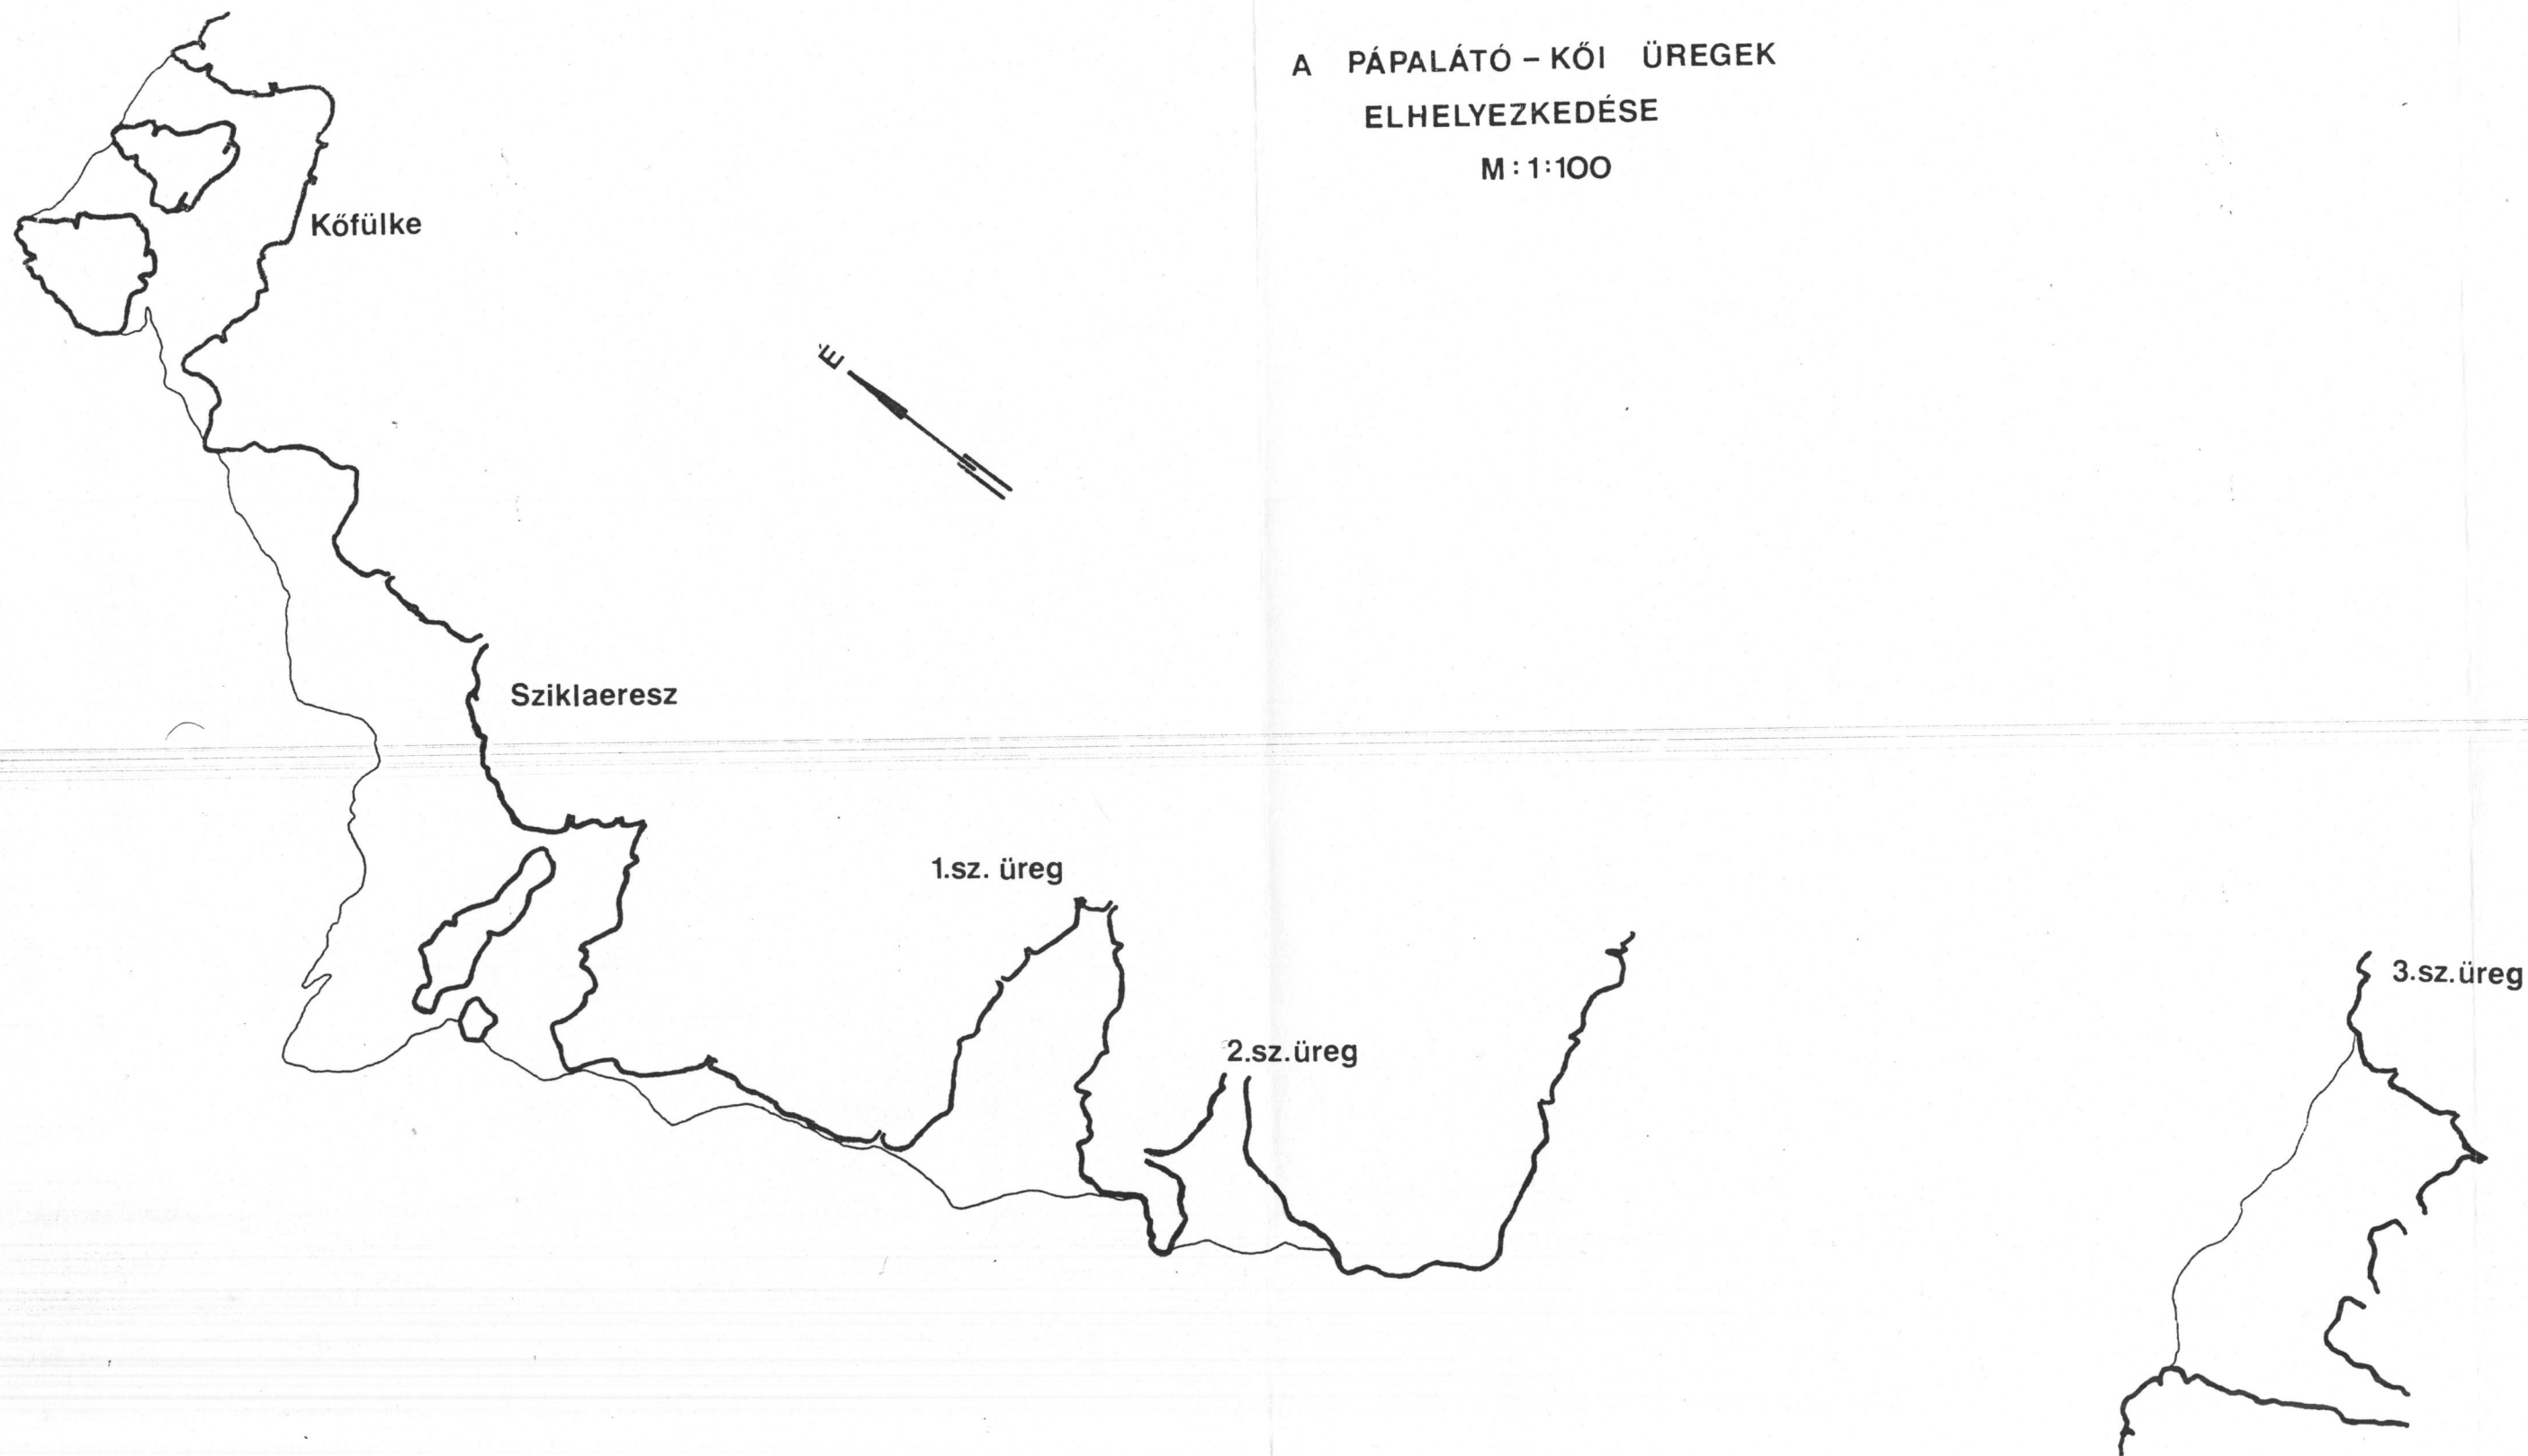 A PÁPALÁTÓ – KŐI ÜREGEK
ELHELYEZKEDÉSE
M : 1:100
Kőfülke
É
Sziklaeresz
1.sz. üreg
2.sz.üreg
3.sz.üreg